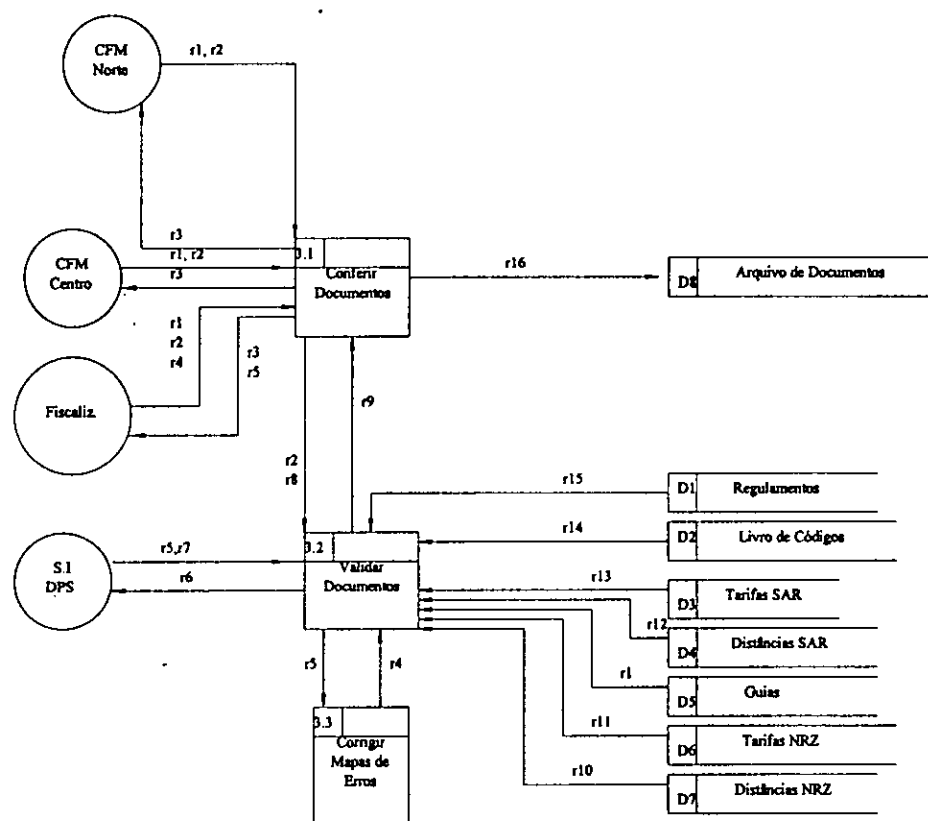 CFM
Norte
r1, r2
r3
r1, r2
r3
CFM
Centro
3.1
Conferir
Documentos
r16
D8
Arquivo de Documentos
r1
r2
r4
r3
r5
Fiscaliz.
r9
r2
r8
r15
D1
Regulamentos
r14
D2
Livro de Códigos
3.2
Validar
Documentos
S.I
DPS
r5,r7
r6
r13
D3
Tarifas SAR
r12
D4
Distâncias SAR
r5
r4
r1
D5
Guias
r11
D6
Tarifas NRZ
r10
D7
Distâncias NRZ
3.3
Corrigir
Mapas de
Erros